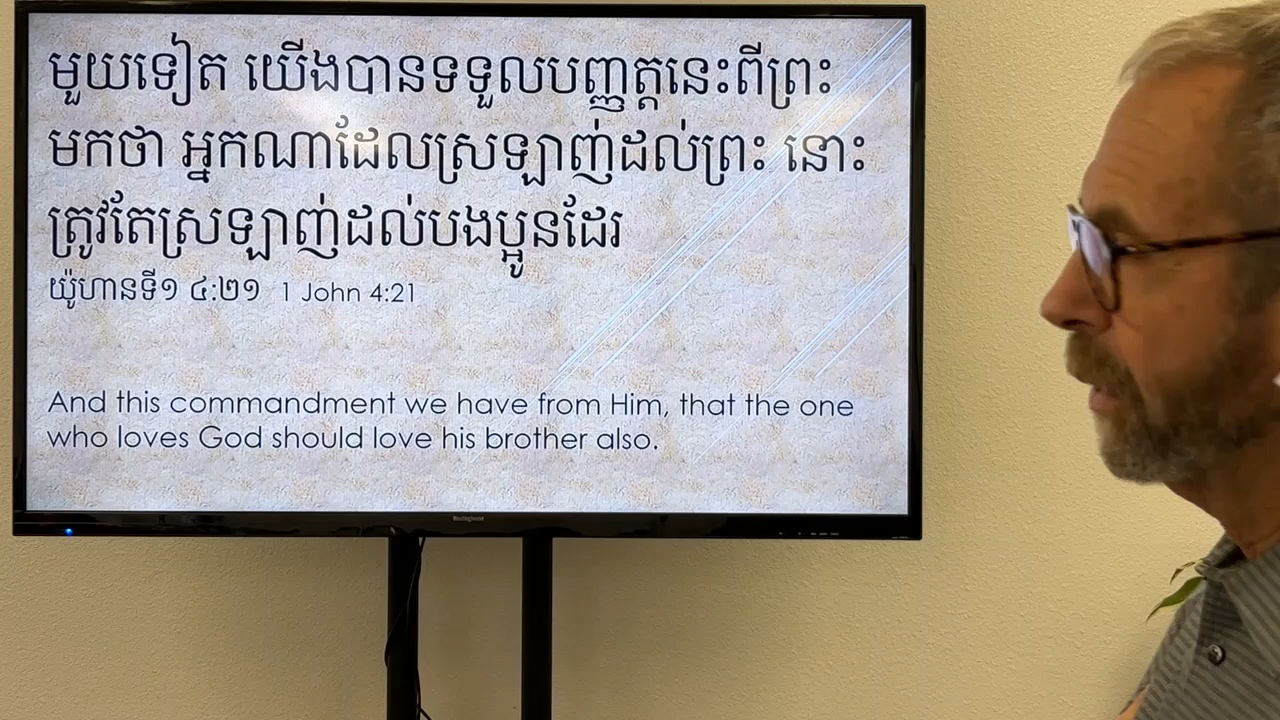 មួយទៀត យើងបានទទួលបញ្ញត្តនេះពីព្រះ
មកថា អ្នកណាដែលស្រឡាញ់ដល់ព្រះ នោះ
ត្រូវតែស្រឡាញ់ដល់បងប្អូនដែរ
យ៉ូហានទី១ ៤:២១ 1 John 4:21
And this commandment we have from Him, that the one
who loves God should love his brother also.
Westinghouse